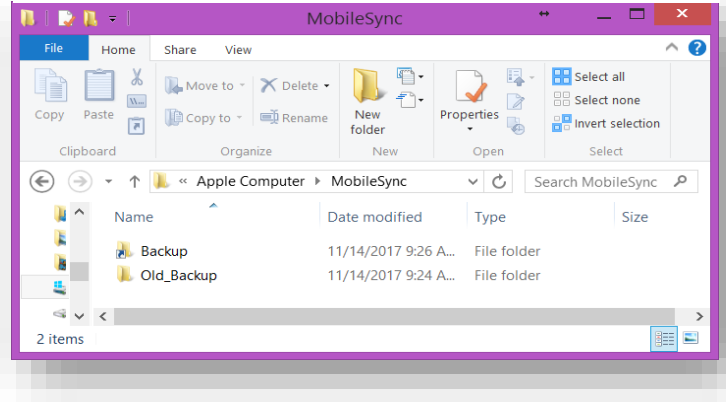 MobileSync
File Home Share View
Copy
Paste
W...
Move to
Copy to
Delete
Rename
New
folder
Properties
Select all
Select none
Invert selection
Clipboard Organize New Open Select
« Apple Computer MobileSync
Search MobileSync
Name Date modified Type Size
Backup 11/14/2017 9:26 A... File folder
Old_Backup 11/14/2017 9:24 A... File folder
2 items